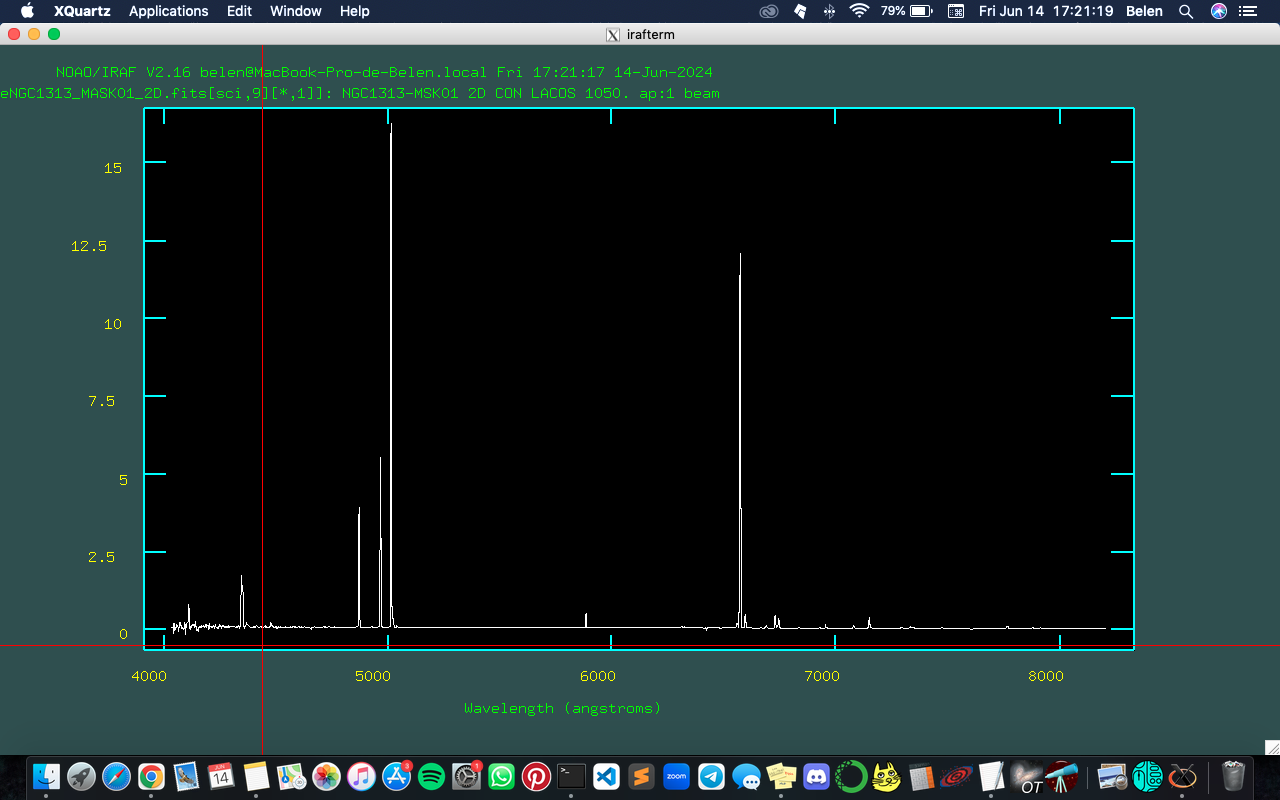 XQuartz Applications Edit Window Help 79% Fri Jun 14 17:21:19 Belen
irafterm
NOAO/IRAF V2.16 belen@MacBook-Pro-de-Belen.local Fri 17:21:17 14-Jun-2024
eNGC1313_MASK01_2D.fits[sci,9][*,1]]: NGC1313-MSK01 2D CON LACOS 1050. ap:1 beam
15
12.5
10
7.5
5
2.5
0
4000 5000 6000 7000 8000
Wavelength (angstroms)
JUN
14
3
1
zoom
OT